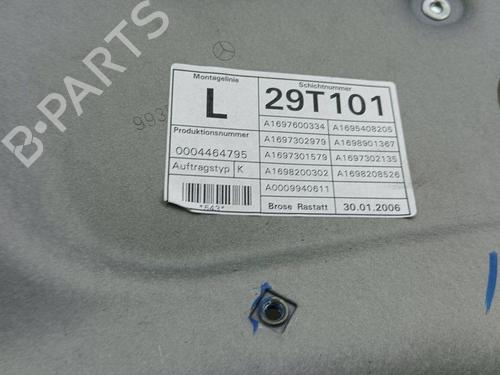 B-PARTS
Montagelinie
L
Schichtnummer
29T101
Produktionsnummer
0004464795
Auftragstyp K
*643*
A1697600334 A1695408205
A1697302979 A1698901367
A1697301579 A1697302135
A1698200302 A1698208526
A0009940611
Brose Rastatt 30.01.2006